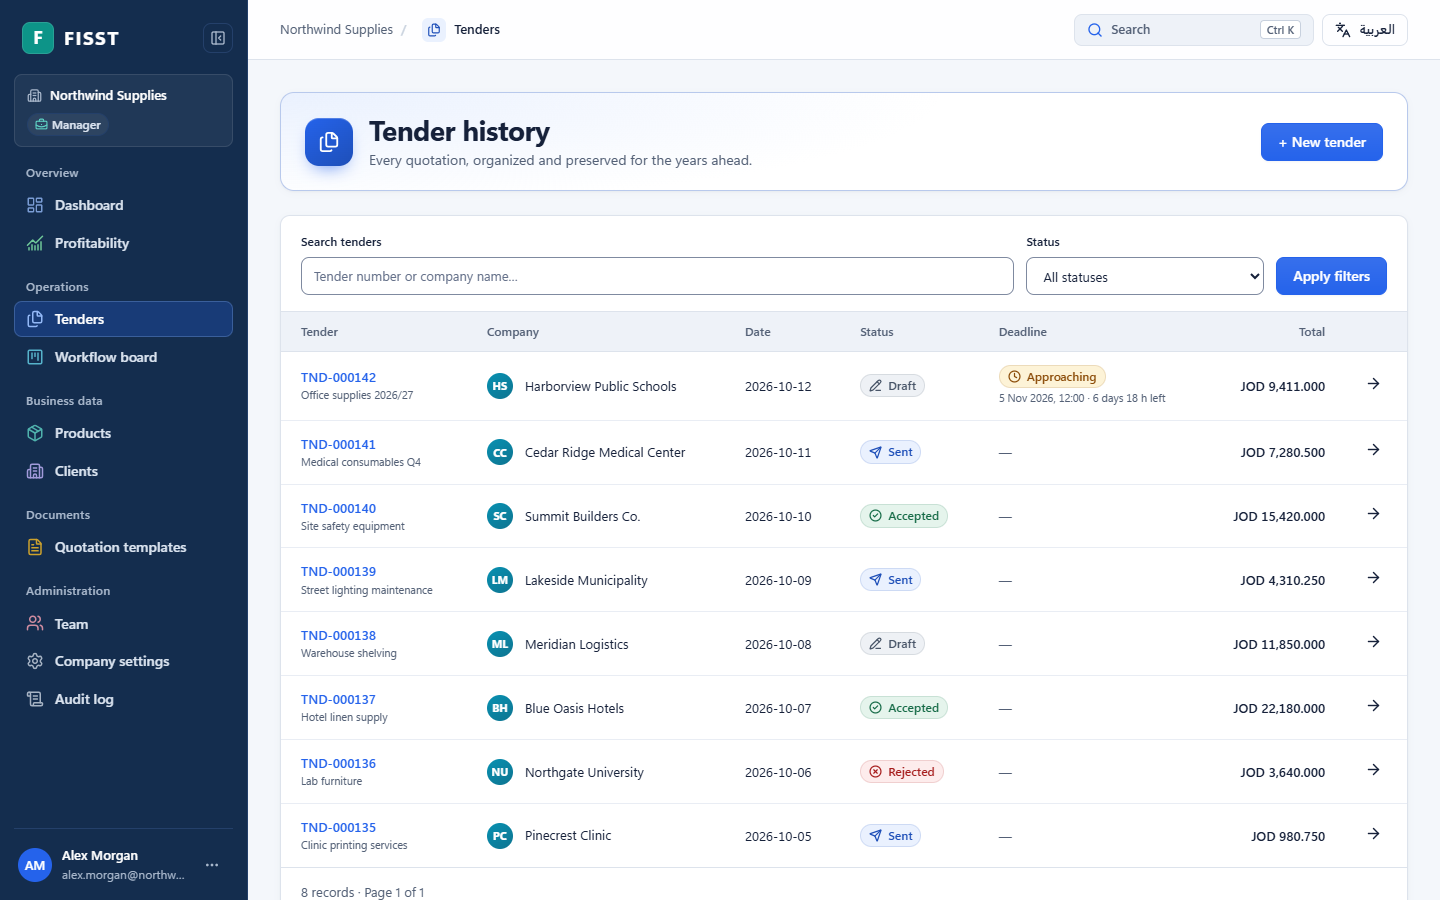 F FISST
Northwind Supplies
Manager
Overview
Dashboard
Profitability
Operations
Tenders
Workflow board
Business data
Products
Clients
Documents
Quotation templates
Administration
Team
Company settings
Audit log
AM Alex Morgan
alex.morgan@northw...
Northwind Supplies / Tenders
Search Ctrl K
العربية
Tender history
Every quotation, organized and preserved for the years ahead.
+ New tender
Search tenders
Tender number or company name...
Status
All statuses
Apply filters
Tender Company Date Status Deadline Total
TND-000142 HS Harborview Public Schools 2026-10-12 Draft Approaching JOD 9,411.000
Office supplies 2026/27 5 Nov 2026, 12:00 · 6 days 18 h left
TND-000141 CC Cedar Ridge Medical Center 2026-10-11 Sent — JOD 7,280.500
Medical consumables Q4
TND-000140 SC Summit Builders Co. 2026-10-10 Accepted — JOD 15,420.000
Site safety equipment
TND-000139 LM Lakeside Municipality 2026-10-09 Sent — JOD 4,310.250
Street lighting maintenance
TND-000138 ML Meridian Logistics 2026-10-08 Draft — JOD 11,850.000
Warehouse shelving
TND-000137 BH Blue Oasis Hotels 2026-10-07 Accepted — JOD 22,180.000
Hotel linen supply
TND-000136 NU Northgate University 2026-10-06 Rejected — JOD 3,640.000
Lab furniture
TND-000135 PC Pinecrest Clinic 2026-10-05 Sent — JOD 980.750
Clinic printing services
8 records · Page 1 of 1